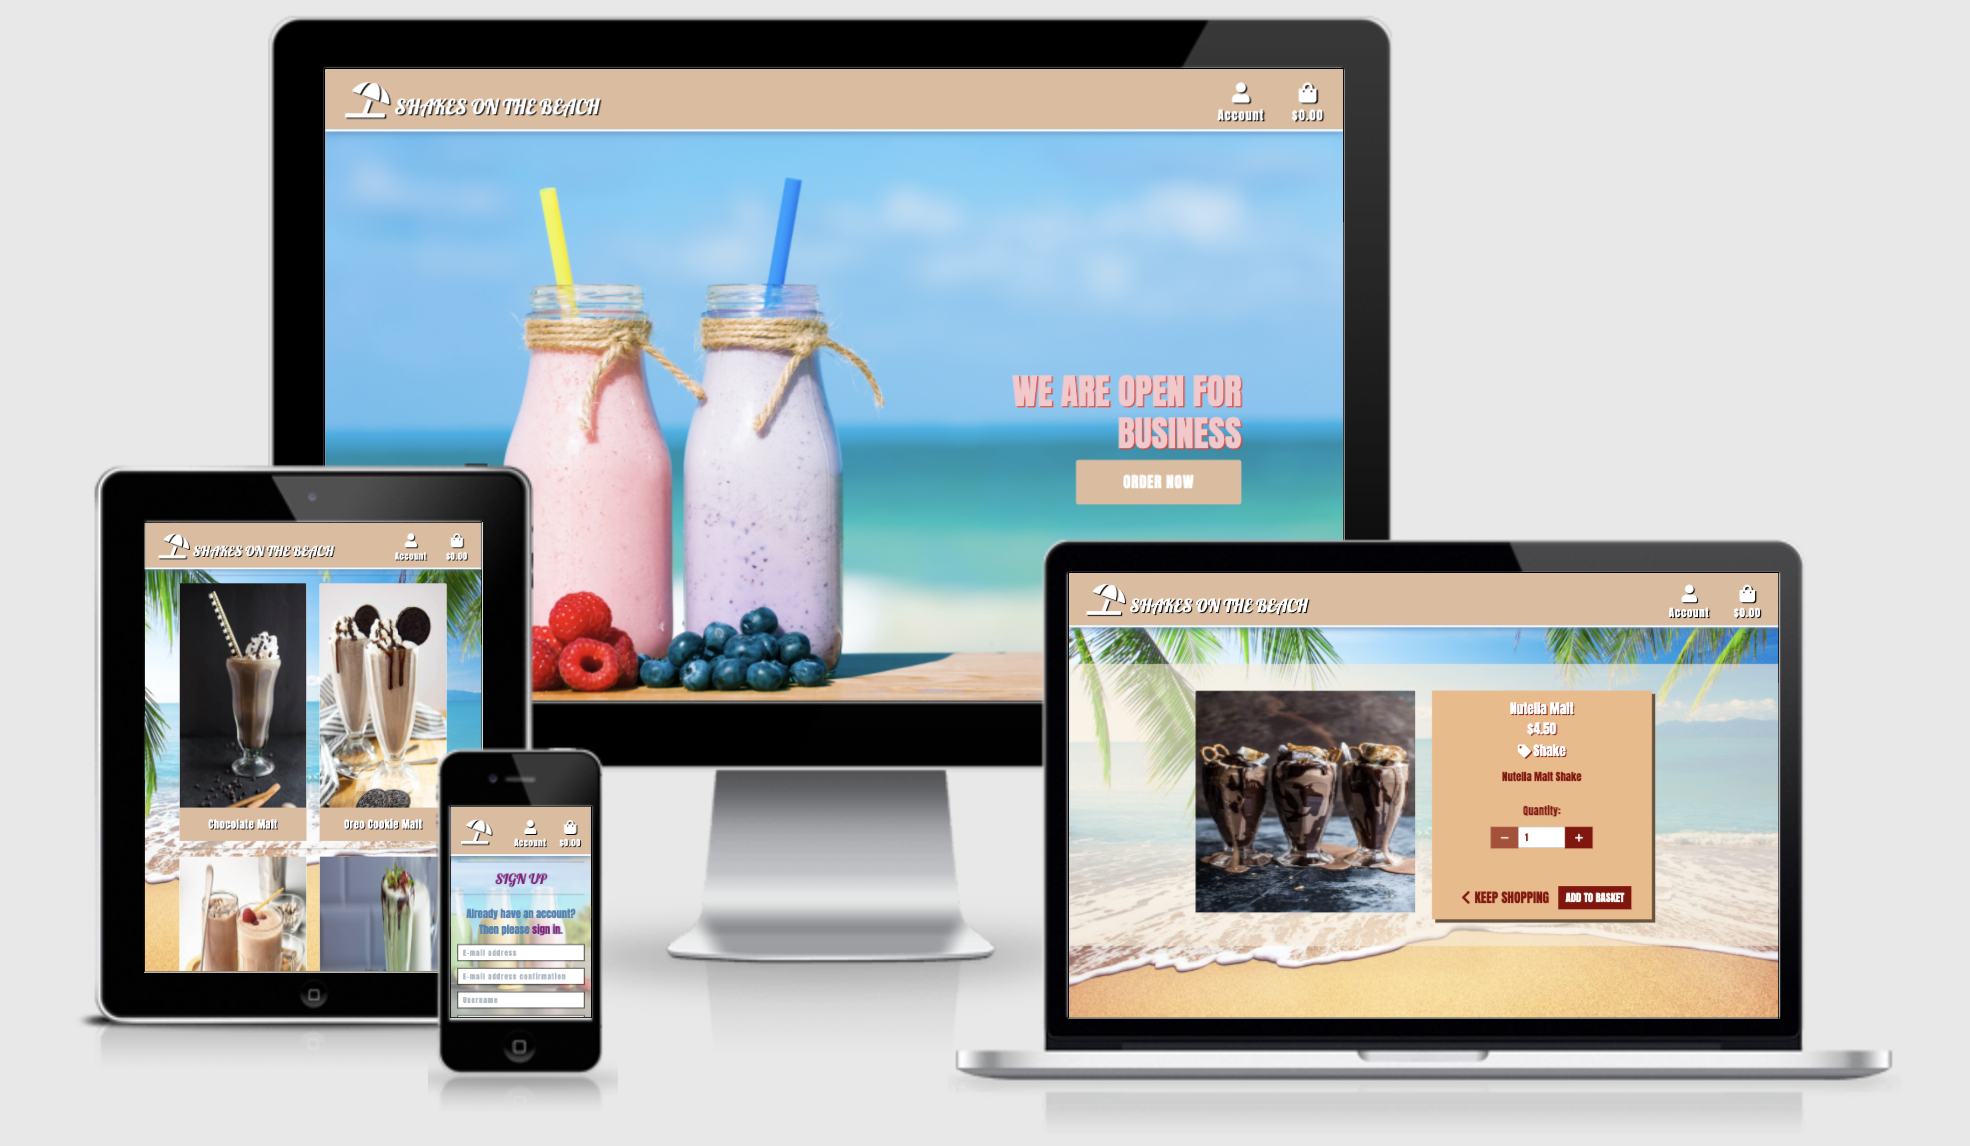 SHAKES ON THE BEACH
Account
$0.00
WE ARE OPEN FOR
BUSINESS
ORDER NOW
SHAKES ON THE BEACH
Account
$0.00
Chocolate Malt
Oreo Cookie Malt
Account
$0.00
SIGN UP
Already have an account?
Then please sign in.
E-mail address
E-mail address confirmation
Username
SHAKES ON THE BEACH
Account
$0.00
Nutella Malt
$4.50
Shake
Nutella Malt Shake
Quantity:
− 1 +
KEEP SHOPPING
ADD TO BASKET